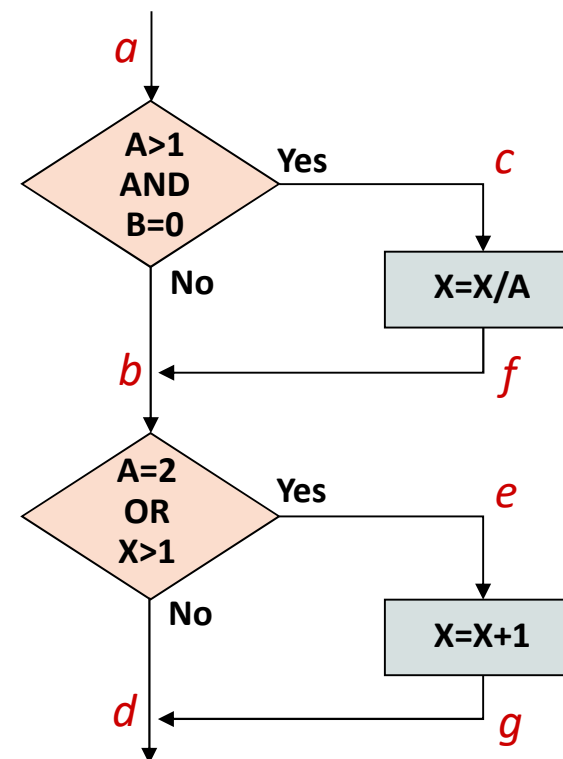 a
A>1
AND
B=0
Yes
c
No
X=X/A
b
f
A=2
OR
X>1
Yes
e
No
X=X+1
d
g